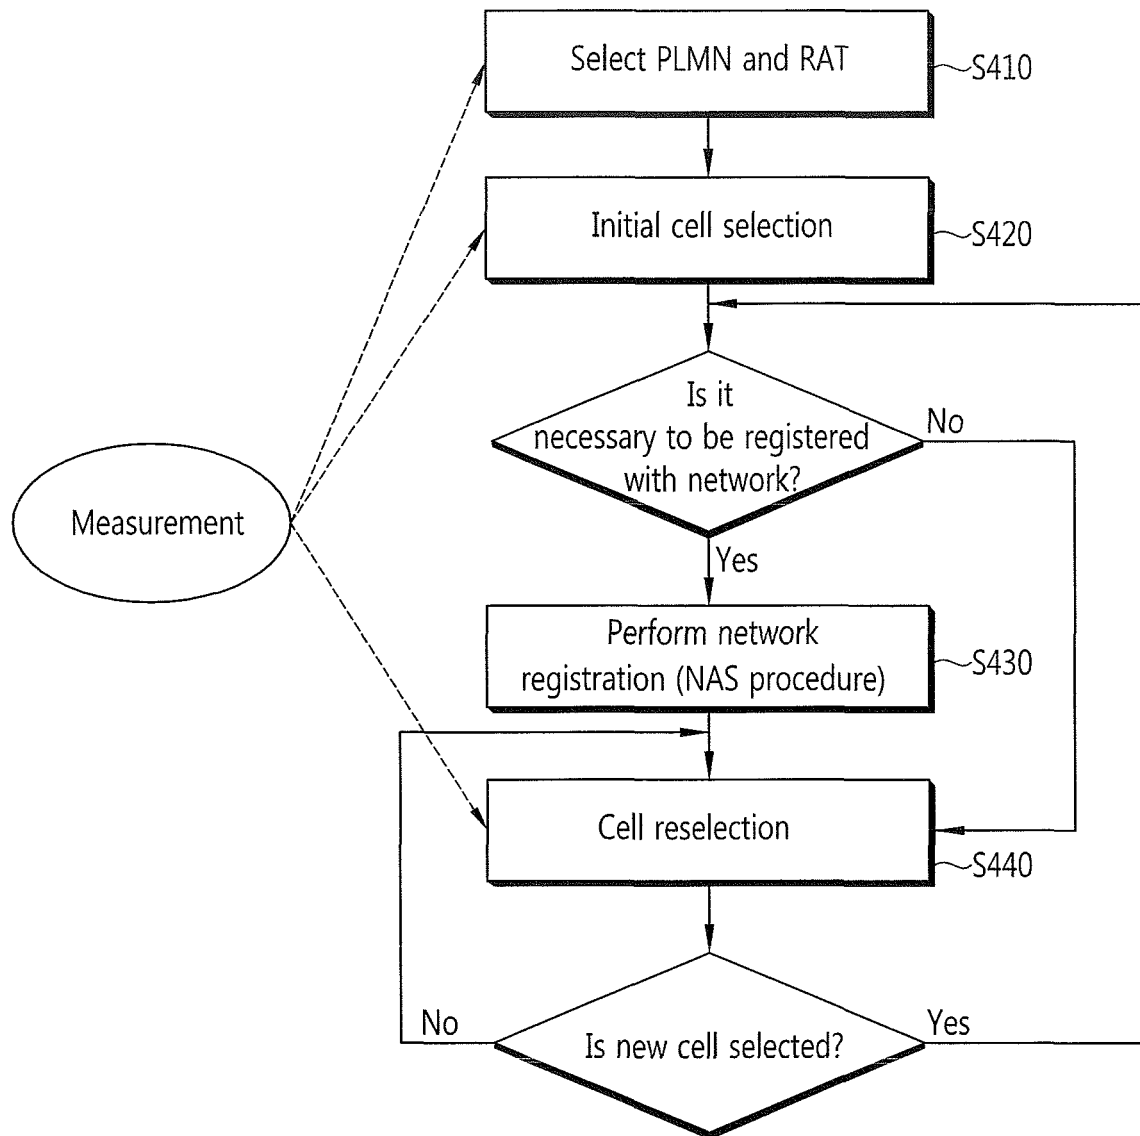 Select PLMN and RAT
S410
Initial cell selection
S420
Is it
necessary to be registered
with network?
No
Yes
Measurement
Perform network
registration (NAS procedure)
S430
Cell reselection
S440
Is new cell selected?
No
Yes